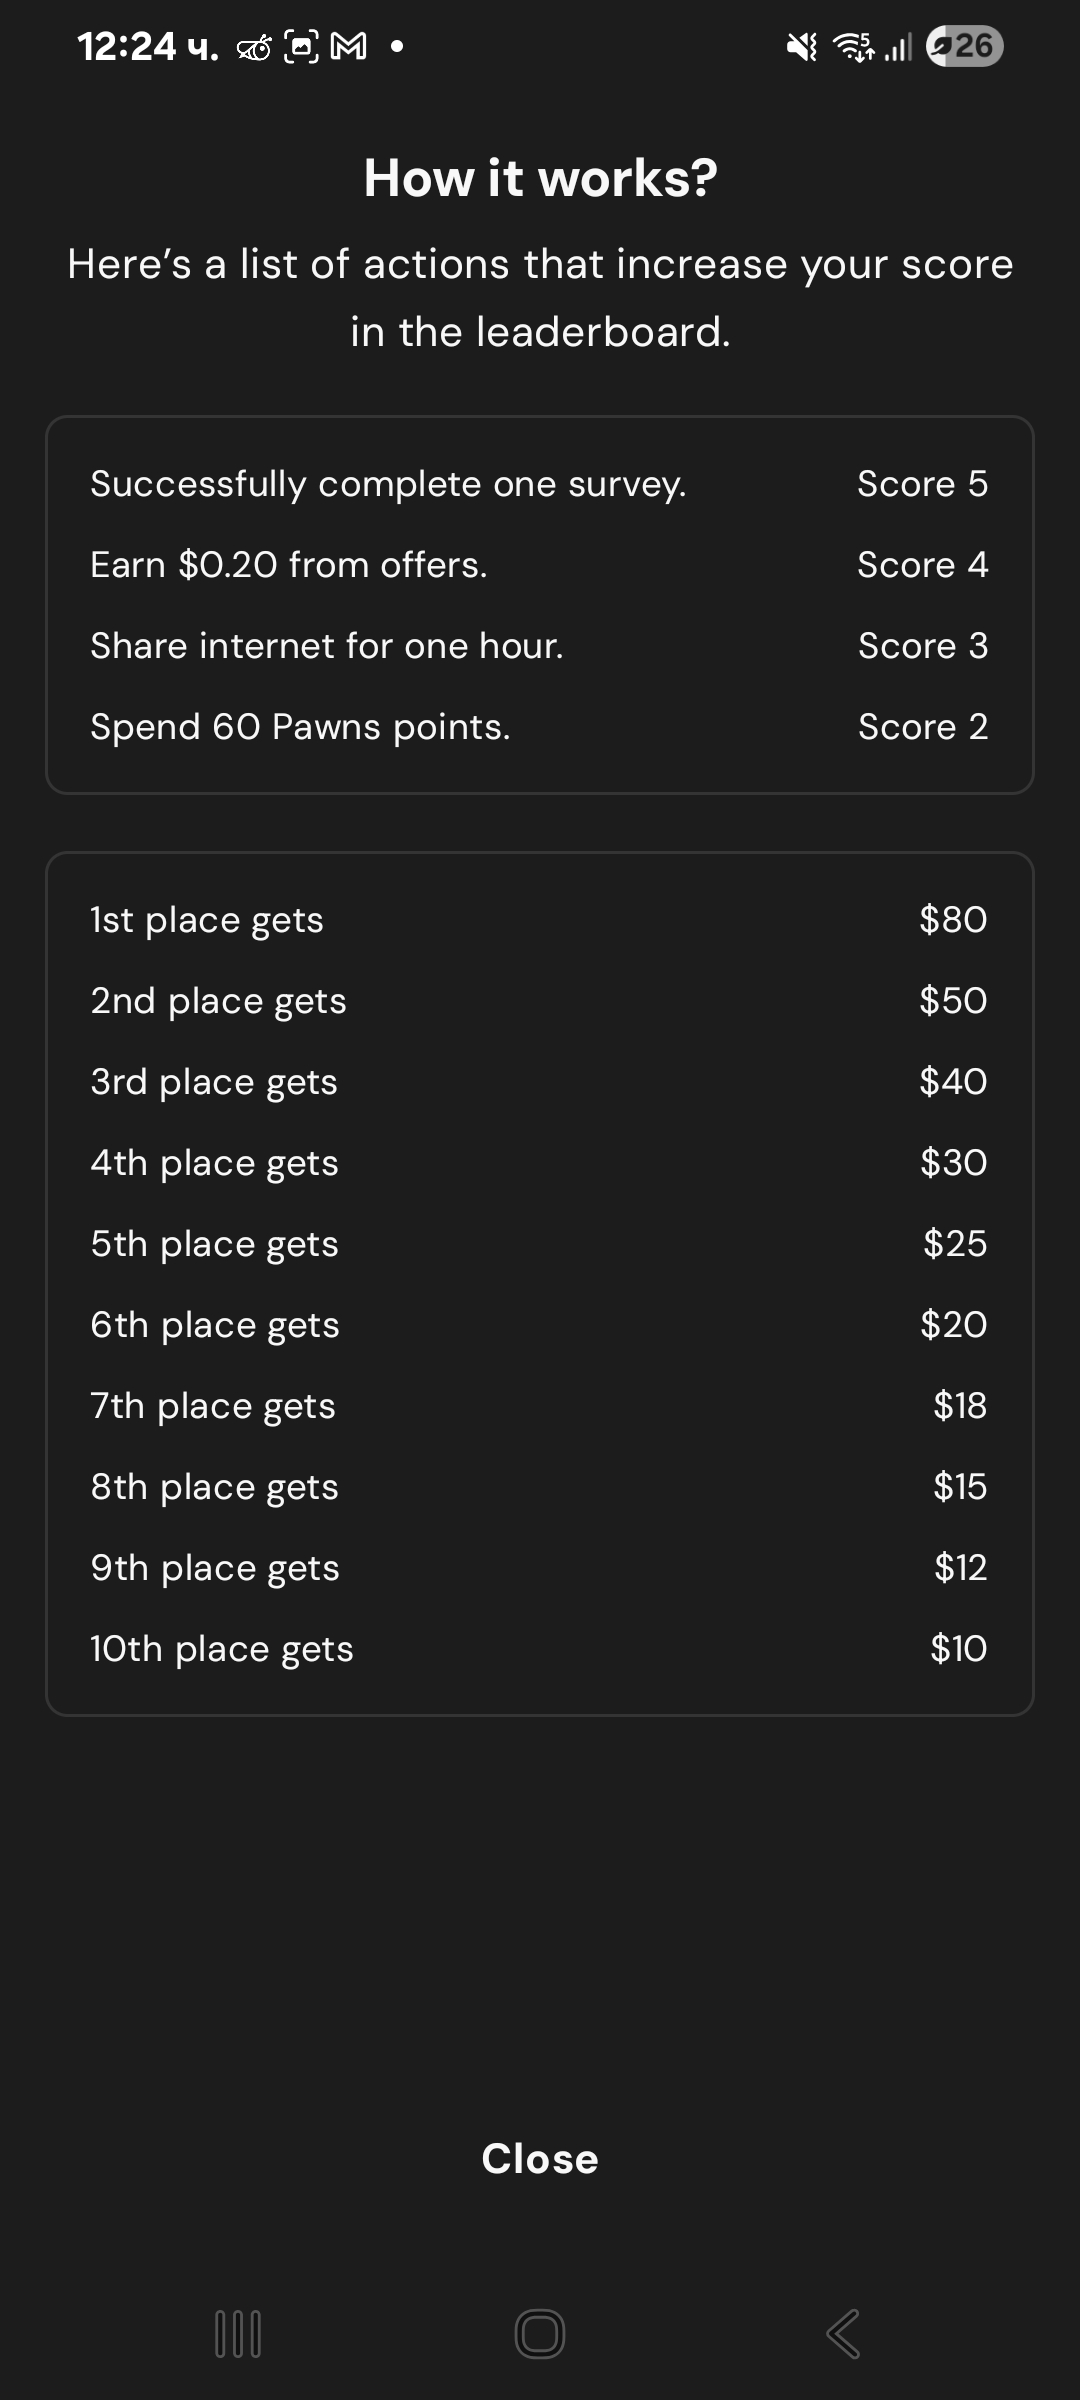 12:24 ч.
26
How it works?
Here’s a list of actions that increase your score
in the leaderboard.
Successfully complete one survey. Score 5
Earn $0.20 from offers. Score 4
Share internet for one hour. Score 3
Spend 60 Pawns points. Score 2
1st place gets $80
2nd place gets $50
3rd place gets $40
4th place gets $30
5th place gets $25
6th place gets $20
7th place gets $18
8th place gets $15
9th place gets $12
10th place gets $10
Close